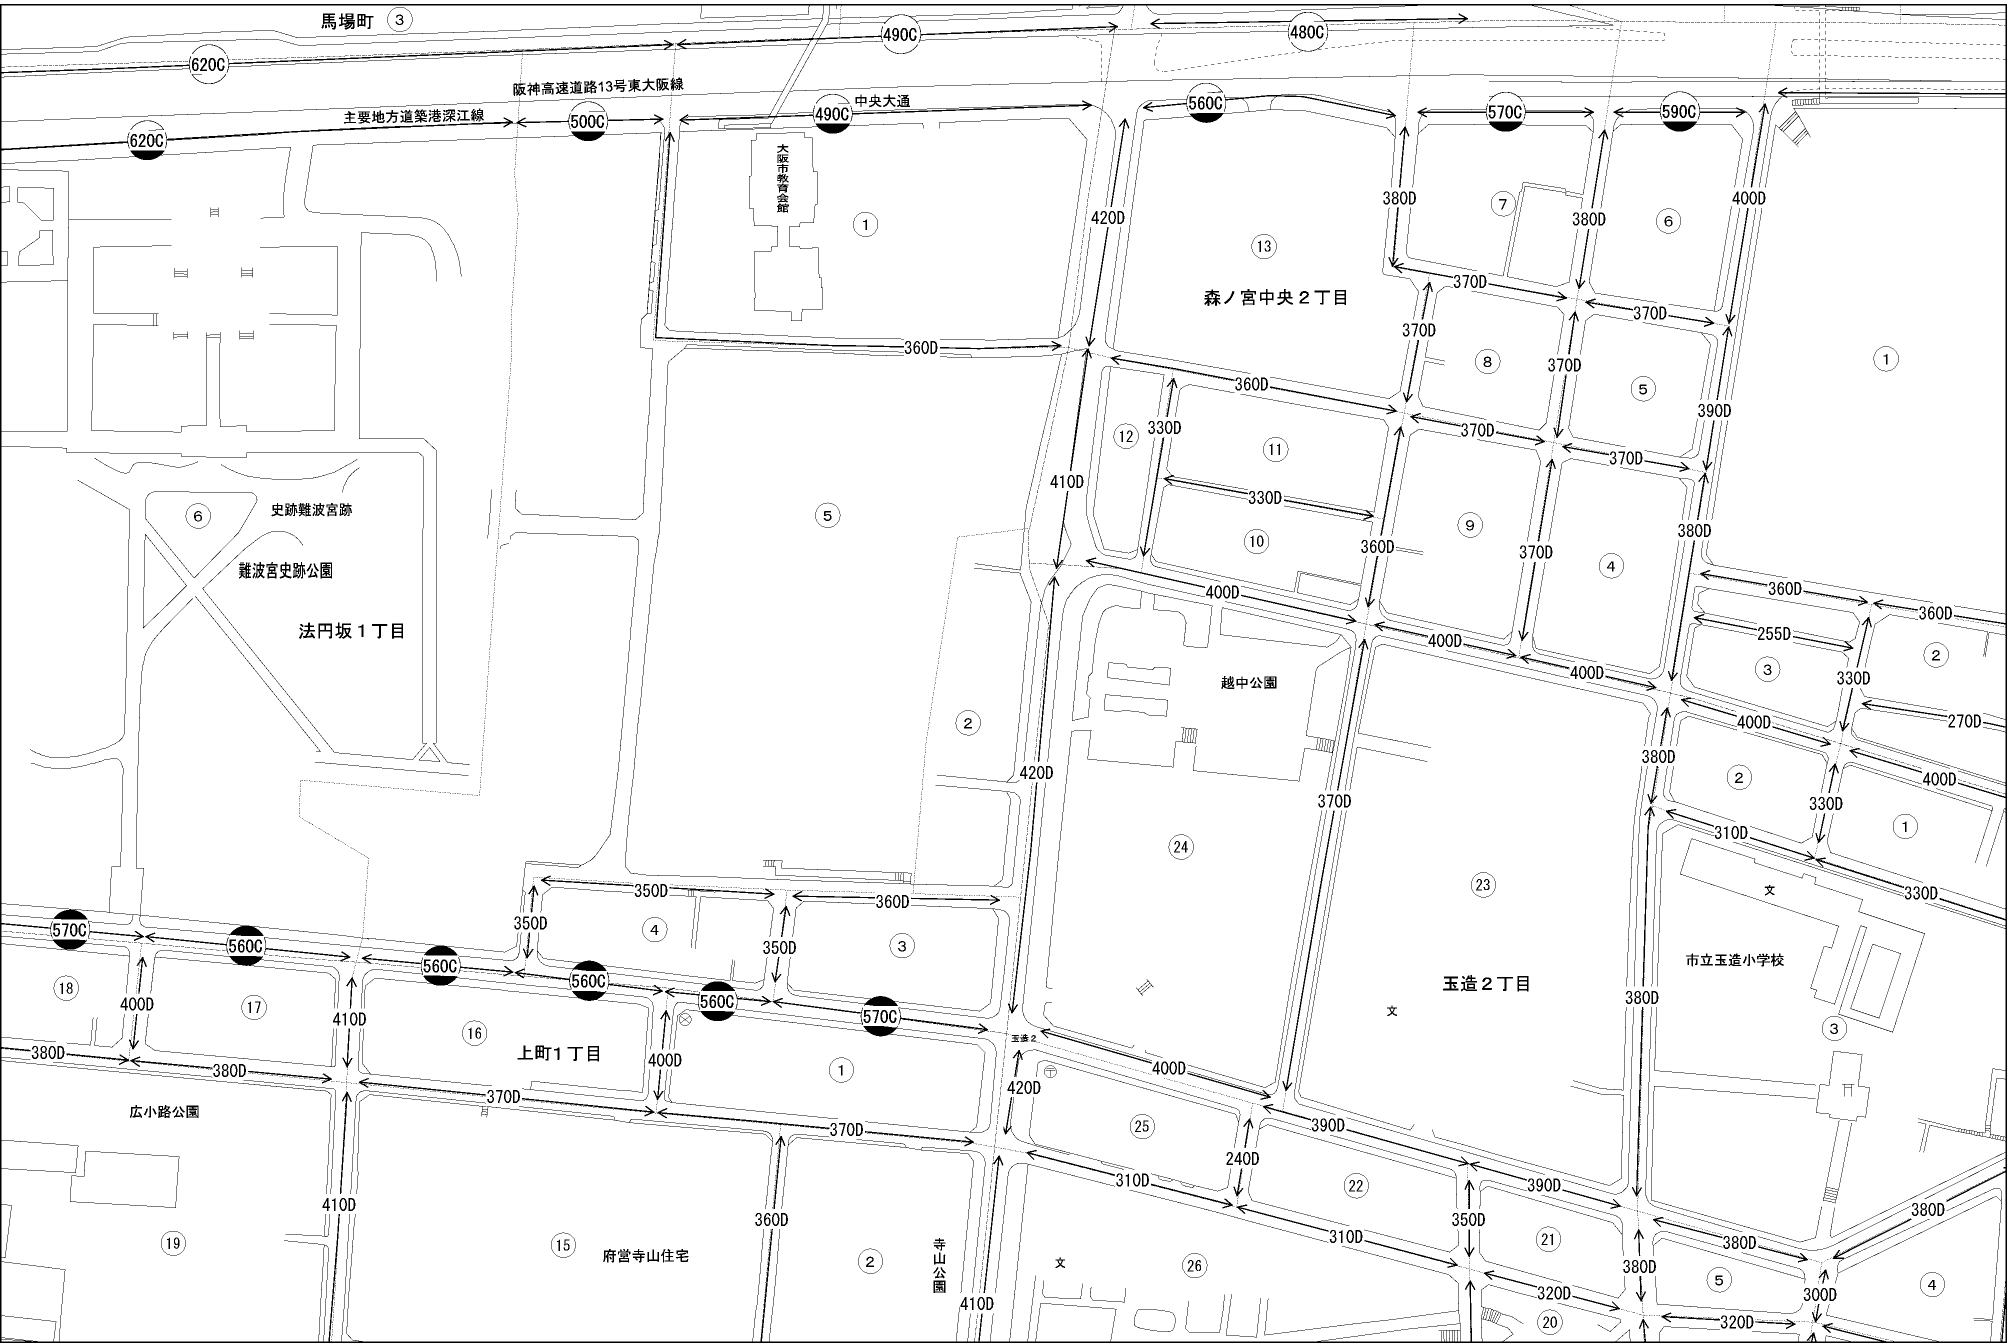 馬場町 ③
490C
480C
620C
阪神高速道路13号東大阪線
中央大通
560C
570C
590C
主要地方道築港深江線
500C
490C
620C
大阪市教育会館
①
420D
⑬
380D
⑦
380D
⑥
400D
森ノ宮中央２丁目
370D
370D
360D
370D
360D
370D
⑧
⑤
①
390D
⑫
330D
⑪
370D
370D
410D
330D
⑥
史跡難波宮跡
⑤
⑨
380D
⑩
360D
370D
④
難波宮史跡公園
法円坂１丁目
400D
360D
360D
255D
400D
②
③
400D
越中公園
330D
②
400D
270D
380D
420D
②
400D
370D
330D
310D
①
㉔
㉓
文
330D
350D
360D
350D
④
350D
③
570C
560C
560C
560C
560C
570C
市立玉造小学校
18
400D
⑰
410D
⑯
玉造２丁目
380D
文
③
上町１丁目
400D
①
玉造２
380D
380D
370D
420D
400D
広小路公園
370D
㉕
390D
240D
310D
㉒
390D
410D
360D
350D
380D
⑲
⑮
府営寺山住宅
②
寺山公園
文
㉖
310D
㉑
380D
380D
⑤
④
410D
320D
300D
⑳
320D